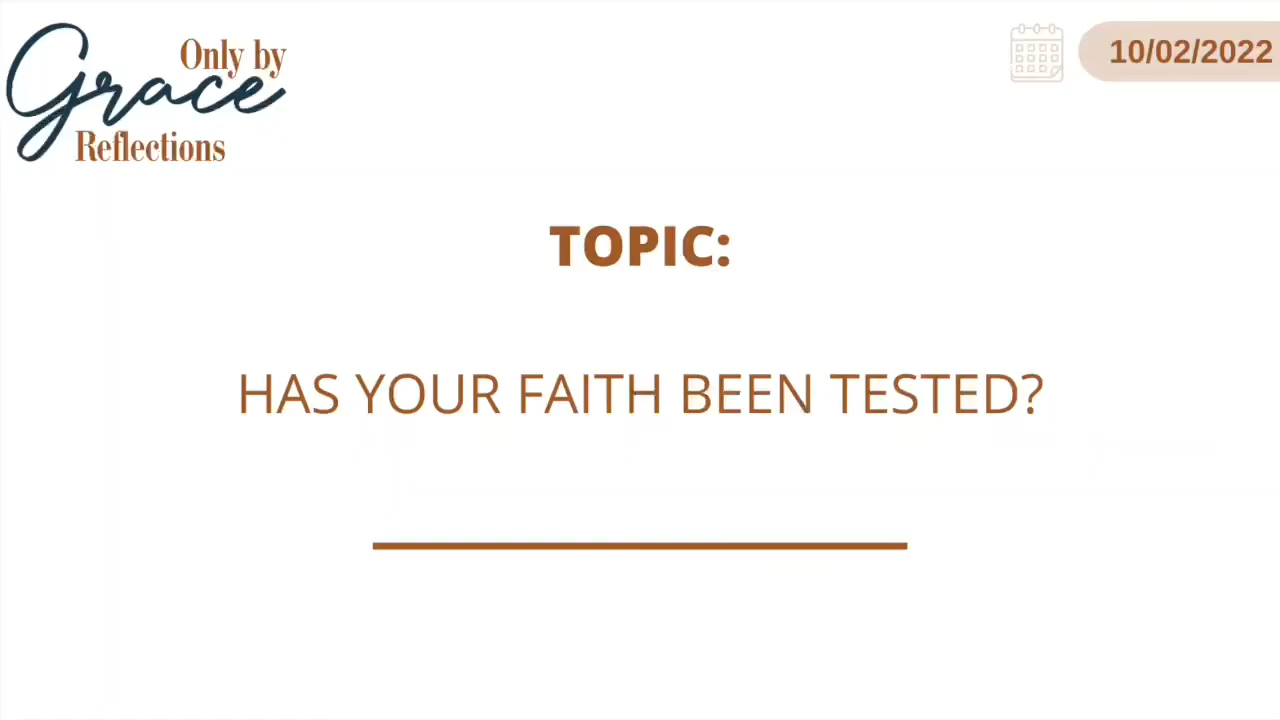 Only by
Grace
Reflections
10/02/2022
TOPIC:
HAS YOUR FAITH BEEN TESTED?